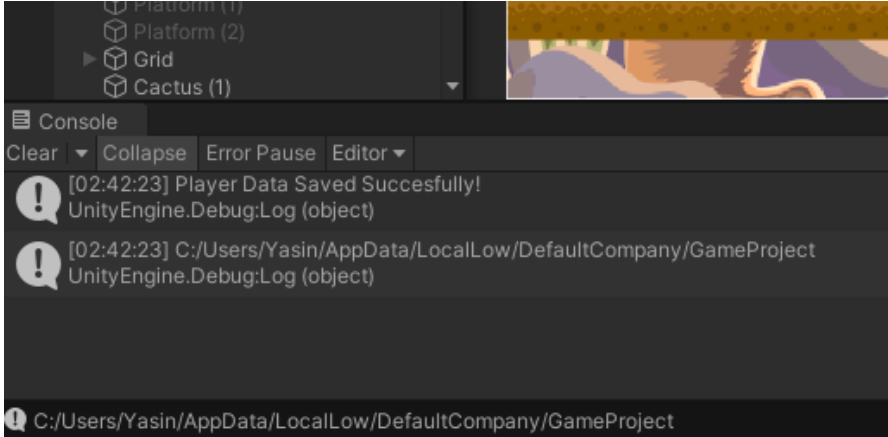 Platform (1)
Platform (2)
Grid
Cactus (1)
Console
Clear Collapse Error Pause Editor
[02:42:23] Player Data Saved Succesfully!
UnityEngine.Debug:Log (object)
[02:42:23] C:/Users/Yasin/AppData/LocalLow/DefaultCompany/GameProject
UnityEngine.Debug:Log (object)
C:/Users/Yasin/AppData/LocalLow/DefaultCompany/GameProject